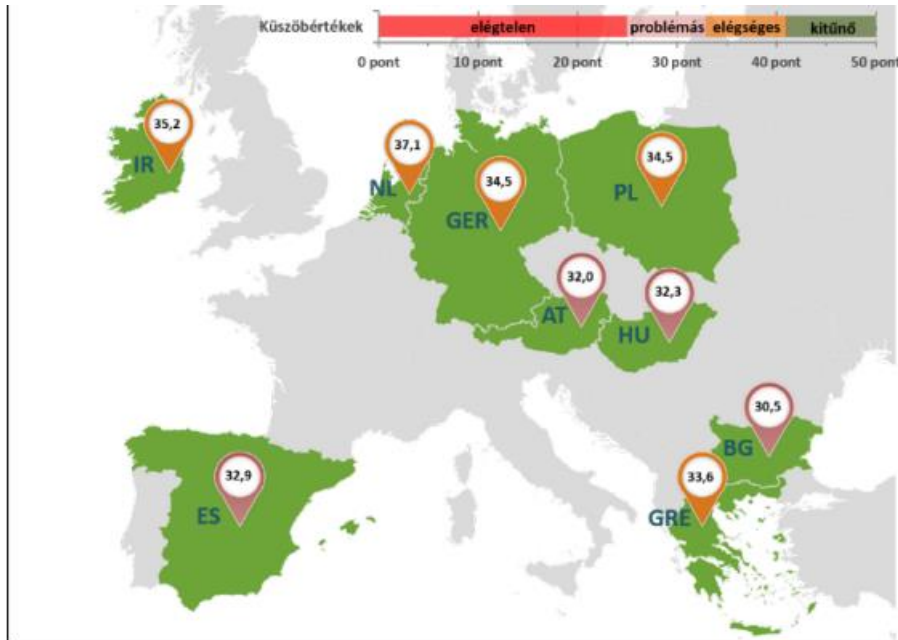 Küszöbértékek
elégtelen problémás elégséges kitűnő
0 pont 10 pont 20 pont 30 pont 40 pont 50 pont
35,2
IR
37,1
NL
34,5
GER
34,5
PL
32,0
AT
32,3
HU
30,5
BG
32,9
ES
33,6
GRE